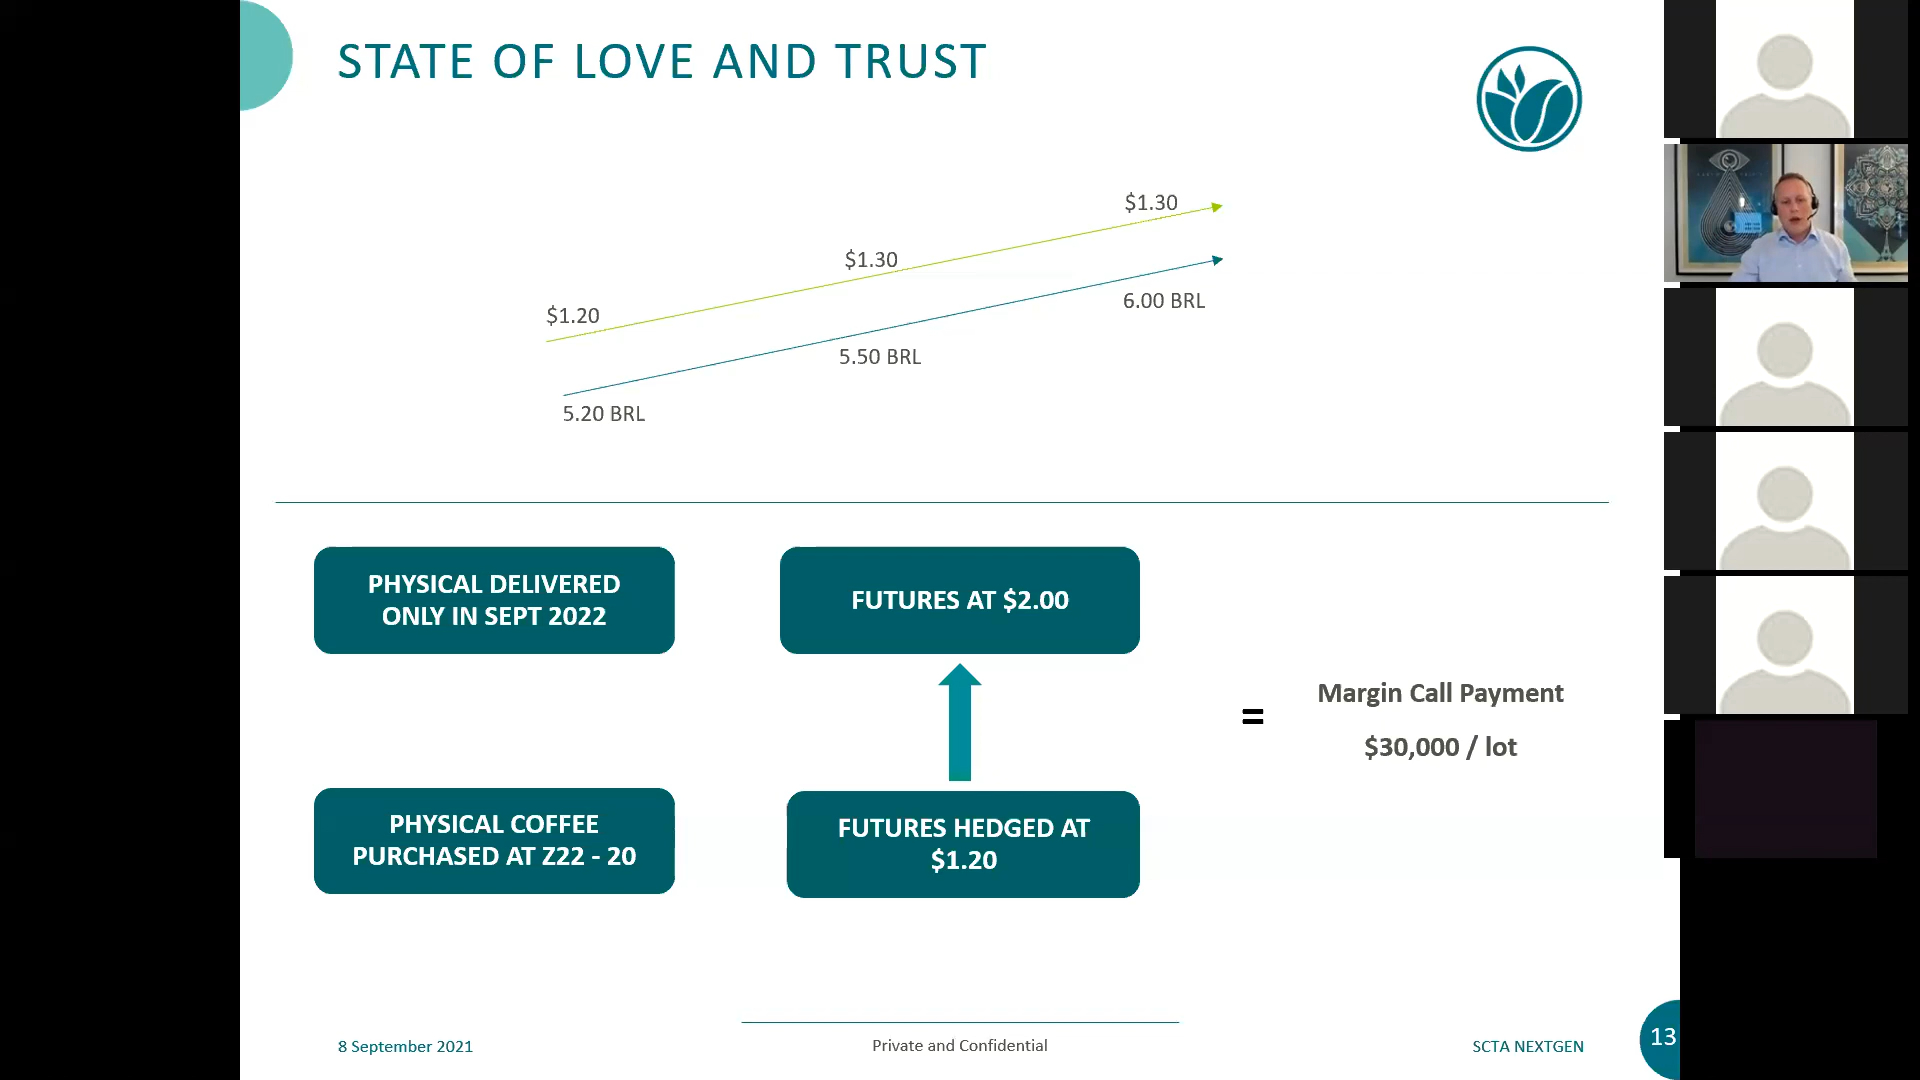 STATE OF LOVE AND TRUST
$1.30
$1.30
$1.20
6.00 BRL
5.50 BRL
5.20 BRL
PHYSICAL DELIVERED
ONLY IN SEPT 2022
FUTURES AT $2.00
Margin Call Payment
=
$30,000 / lot
PHYSICAL COFFEE
PURCHASED AT Z22 - 20
FUTURES HEDGED AT
$1.20
8 September 2021
Private and Confidential
SCTA NEXTGEN
13